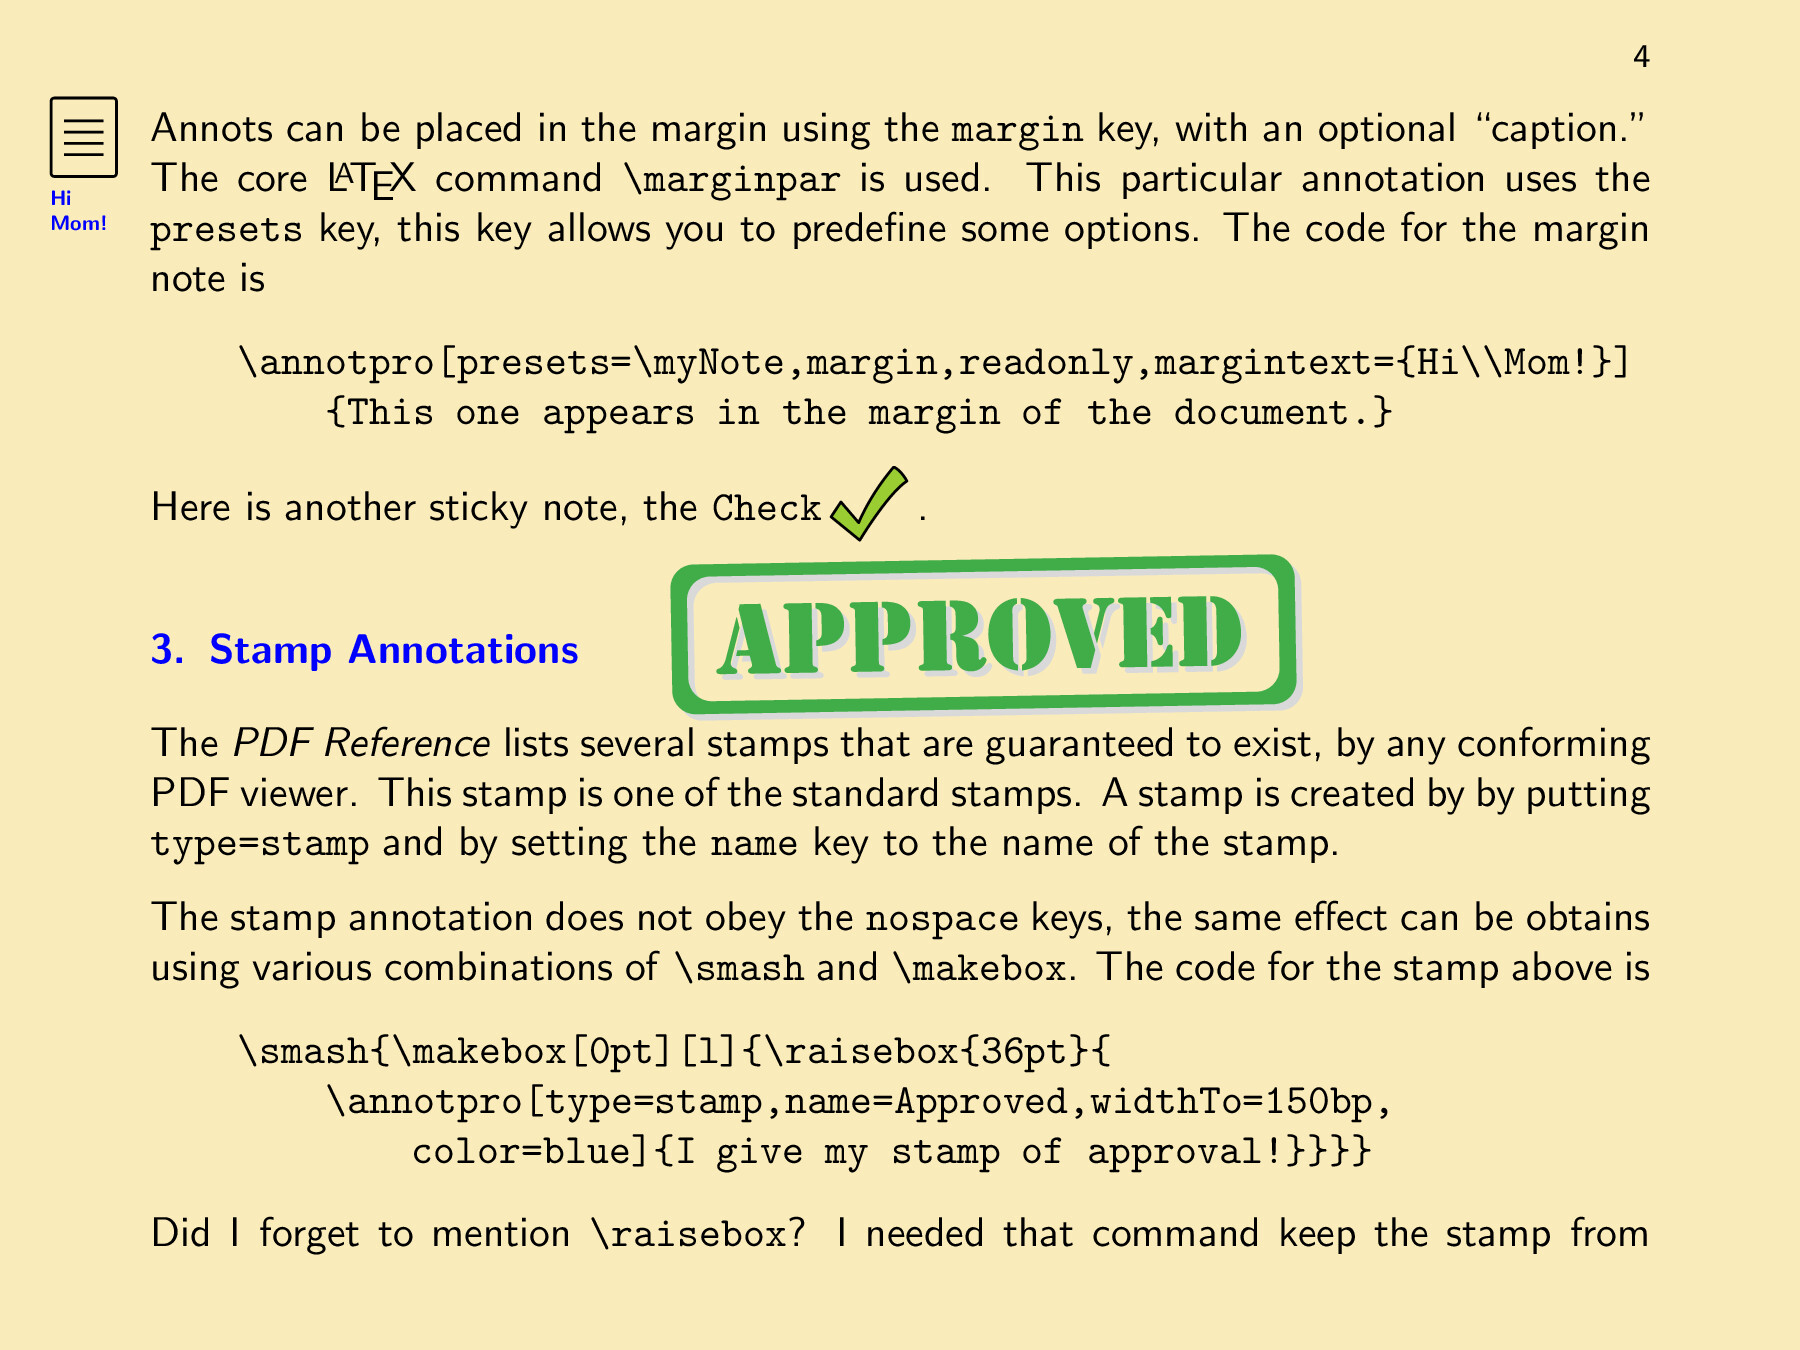 4
Annots can be placed in the margin using the margin key, with an optional “caption.”
The core LATEX command \marginpar is used. This particular annotation uses the
Hi
Mom!
presets key, this key allows you to predefine some options. The code for the margin
note is
\annotpro[presets=\myNote,margin,readonly,margintext={Hi\\Mom!}]
{This one appears in the margin of the document.}
Here is another sticky note, the Check .
APPROVED
3. Stamp Annotations
The PDF Reference lists several stamps that are guaranteed to exist, by any conforming
PDF viewer. This stamp is one of the standard stamps. A stamp is created by by putting
type=stamp and by setting the name key to the name of the stamp.
The stamp annotation does not obey the nospace keys, the same effect can be obtains
using various combinations of \smash and \makebox. The code for the stamp above is
\smash{\makebox[0pt][l]{\raisebox{36pt}{
\annotpro[type=stamp,name=Approved,widthTo=150bp,
color=blue]{I give my stamp of approval!}}}}
Did I forget to mention \raisebox? I needed that command keep the stamp from